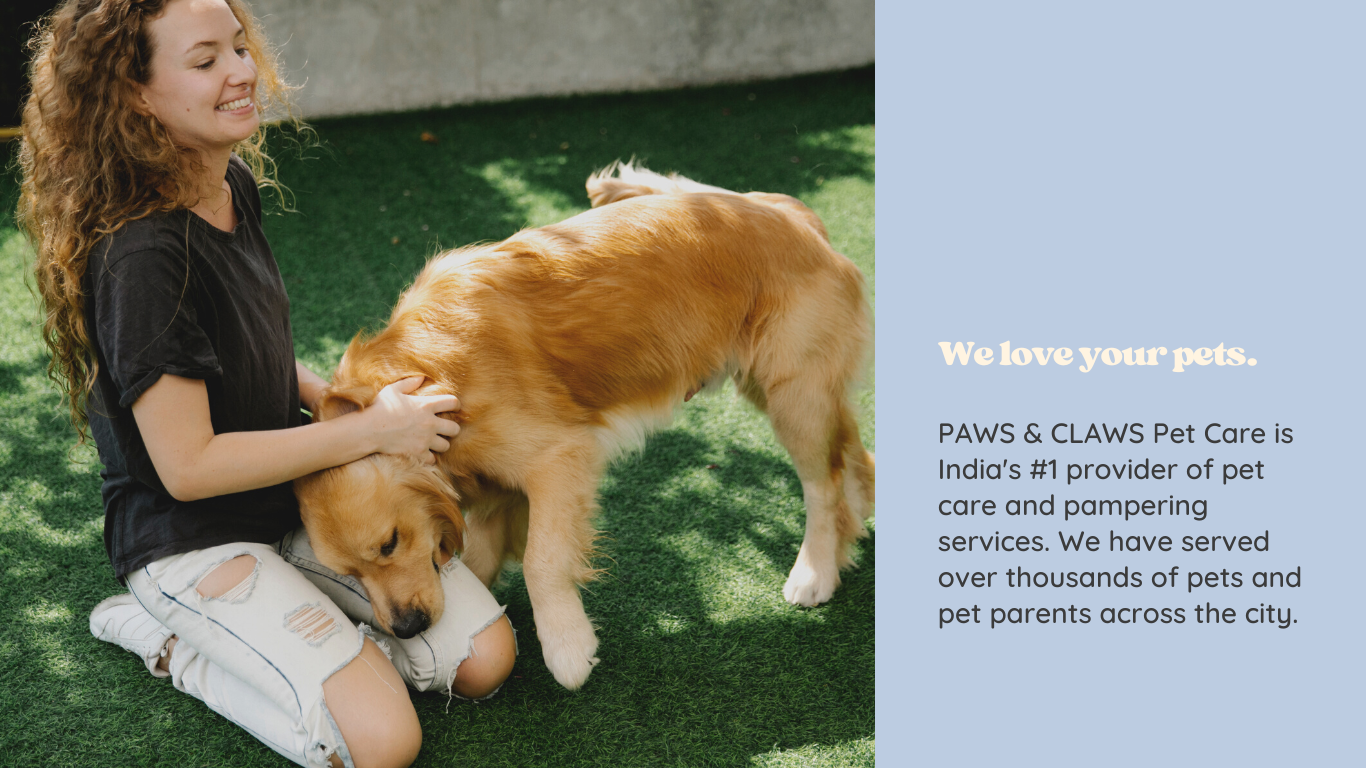 We love your pets.
PAWS & CLAWS Pet Care is
India's #1 provider of pet
care and pampering
services. We have served
over thousands of pets and
pet parents across the city.